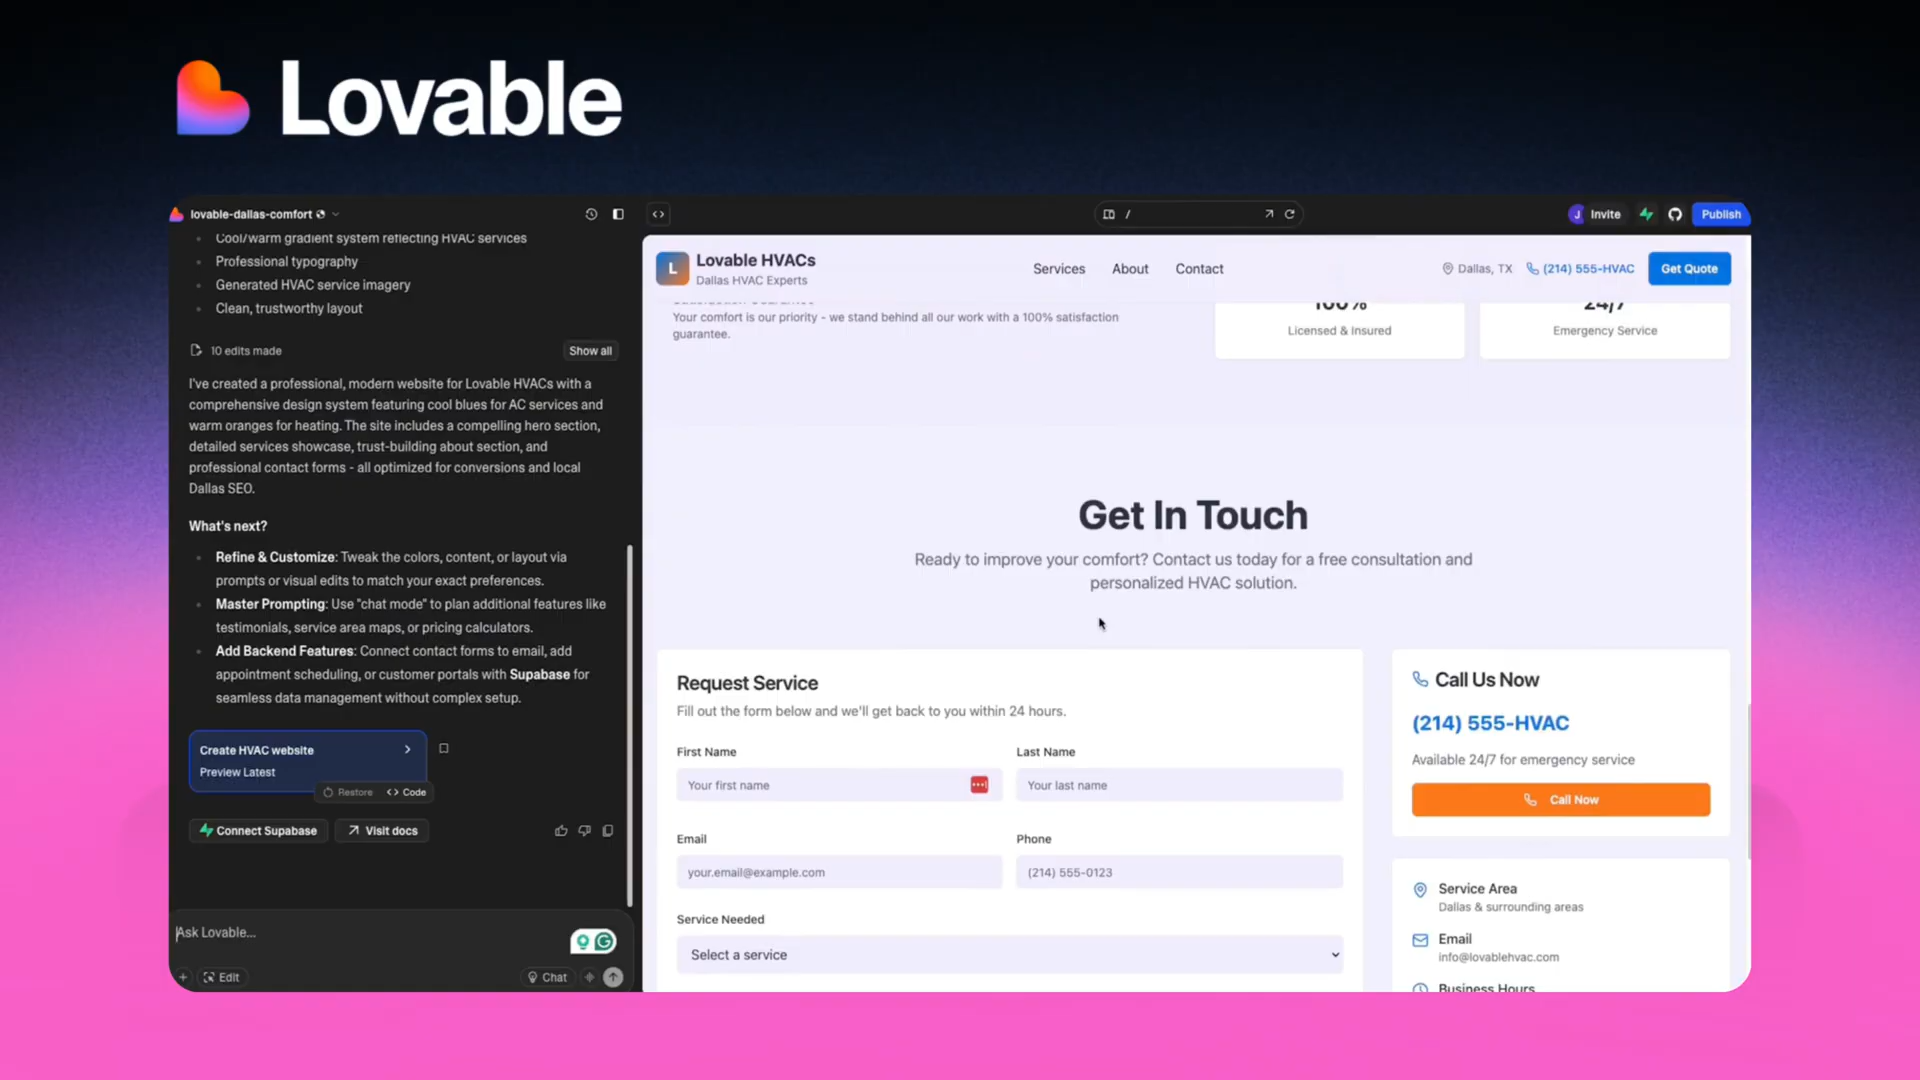 Lovable
lovable-dallas-comfort
Cool/warm gradient system reflecting HVAC services
Professional typography
Generated HVAC service imagery
Clean, trustworthy layout
10 edits made
Show all
I've created a professional, modern website for Lovable HVACs with a
comprehensive design system featuring cool blues for AC services and
warm oranges for heating. The site includes a compelling hero section,
detailed services showcase, trust-building about section, and
professional contact forms - all optimized for conversions and local
Dallas SEO.
What's next?
Refine & Customize: Tweak the colors, content, or layout via
prompts or visual edits to match your exact preferences.
Master Prompting: Use "chat mode" to plan additional features like
testimonials, service area maps, or pricing calculators.
Add Backend Features: Connect contact forms to email, add
appointment scheduling, or customer portals with Supabase for
seamless data management without complex setup.
Create HVAC website
Preview Latest
Restore
Code
Connect Supabase
Visit docs
Ask Lovable...
Edit
Chat
/
J
Invite
Publish
L
Lovable HVACs
Dallas HVAC Experts
Services
About
Contact
Dallas, TX
(214) 555-HVAC
Get Quote
Satisfaction Guarantee
Your comfort is our priority - we stand behind all our work with a 100% satisfaction
guarantee.
100%
Licensed & Insured
24/7
Emergency Service
Get In Touch
Ready to improve your comfort? Contact us today for a free consultation and
personalized HVAC solution.
Request Service
Fill out the form below and we'll get back to you within 24 hours.
First Name
Last Name
Your first name
Your last name
Email
Phone
your.email@example.com
(214) 555-0123
Service Needed
Select a service
Call Us Now
(214) 555-HVAC
Available 24/7 for emergency service
Call Now
Service Area
Dallas & surrounding areas
Email
info@lovablehvac.com
Business Hours